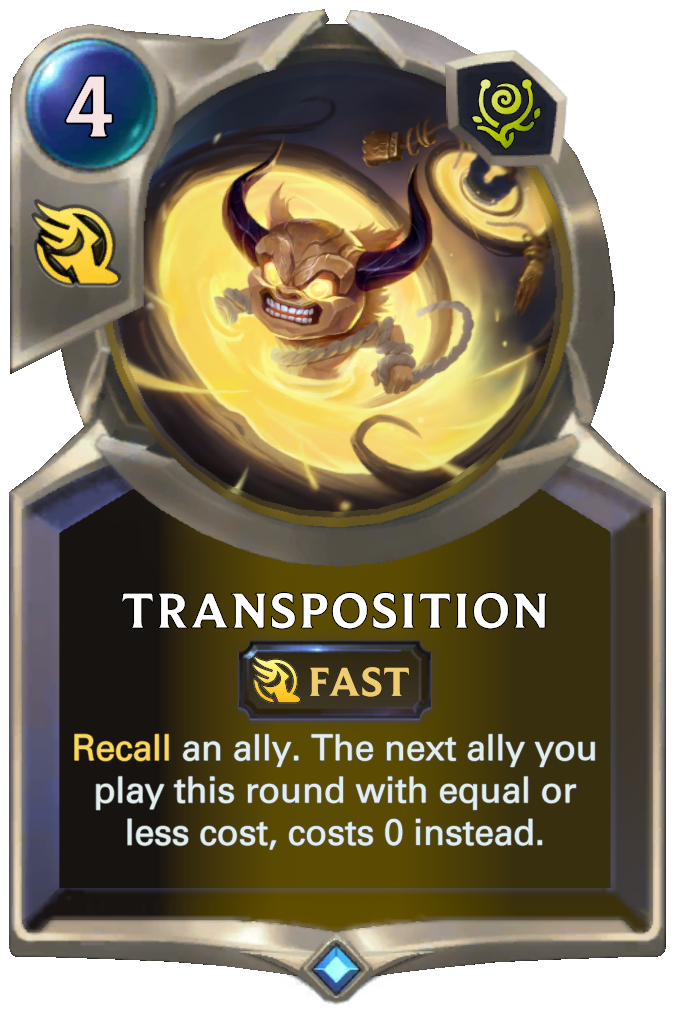 4
TRANSPOSITION
FAST
Recall an ally. The next ally you
play this round with equal or
less cost, costs 0 instead.